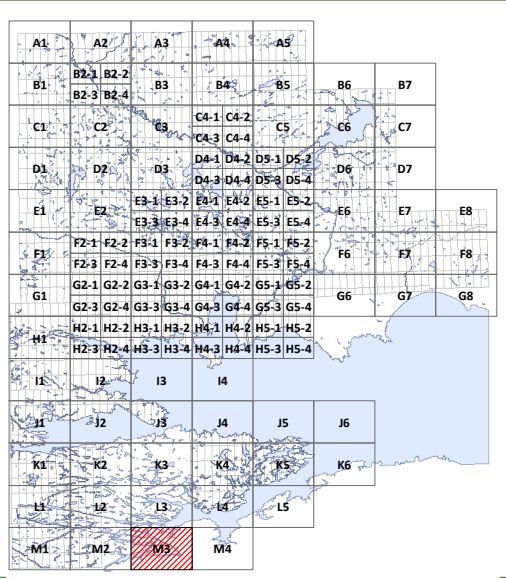 A1 A2 A3 A4 A5
B1 B2-1 B2-2 B3 B4 B5 B6 B7
B2-3 B2-4
C1 C2 C3 C4-1 C4-2 C5 C6 C7
C4-3 C4-4
D1 D2 D3 D4-1 D4-2 D5-1 D5-2 D6 D7
D4-3 D4-4 D5-3 D5-4
E1 E2 E3-1 E3-2 E4-1 E4-2 E5-1 E5-2 E6 E7 E8
E3-3 E3-4 E4-3 E4-4 E5-3 E5-4
F1 F2-1 F2-2 F3-1 F3-2 F4-1 F4-2 F5-1 F5-2 F6 F7 F8
F2-3 F2-4 F3-3 F3-4 F4-3 F4-4 F5-3 F5-4
G1 G2-1 G2-2 G3-1 G3-2 G4-1 G4-2 G5-1 G5-2 G6 G7 G8
G2-3 G2-4 G3-3 G3-4 G4-3 G4-4 G5-3 G5-4
H1 H2-1 H2-2 H3-1 H3-2 H4-1 H4-2 H5-1 H5-2
H2-3 H2-4 H3-3 H3-4 H4-3 H4-4 H5-3 H5-4
I1 I2 I3 I4
J1 J2 J3 J4 J5 J6
K1 K2 K3 K4 K5 K6
L1 L2 L3 L4 L5
M1 M2 M3 M4